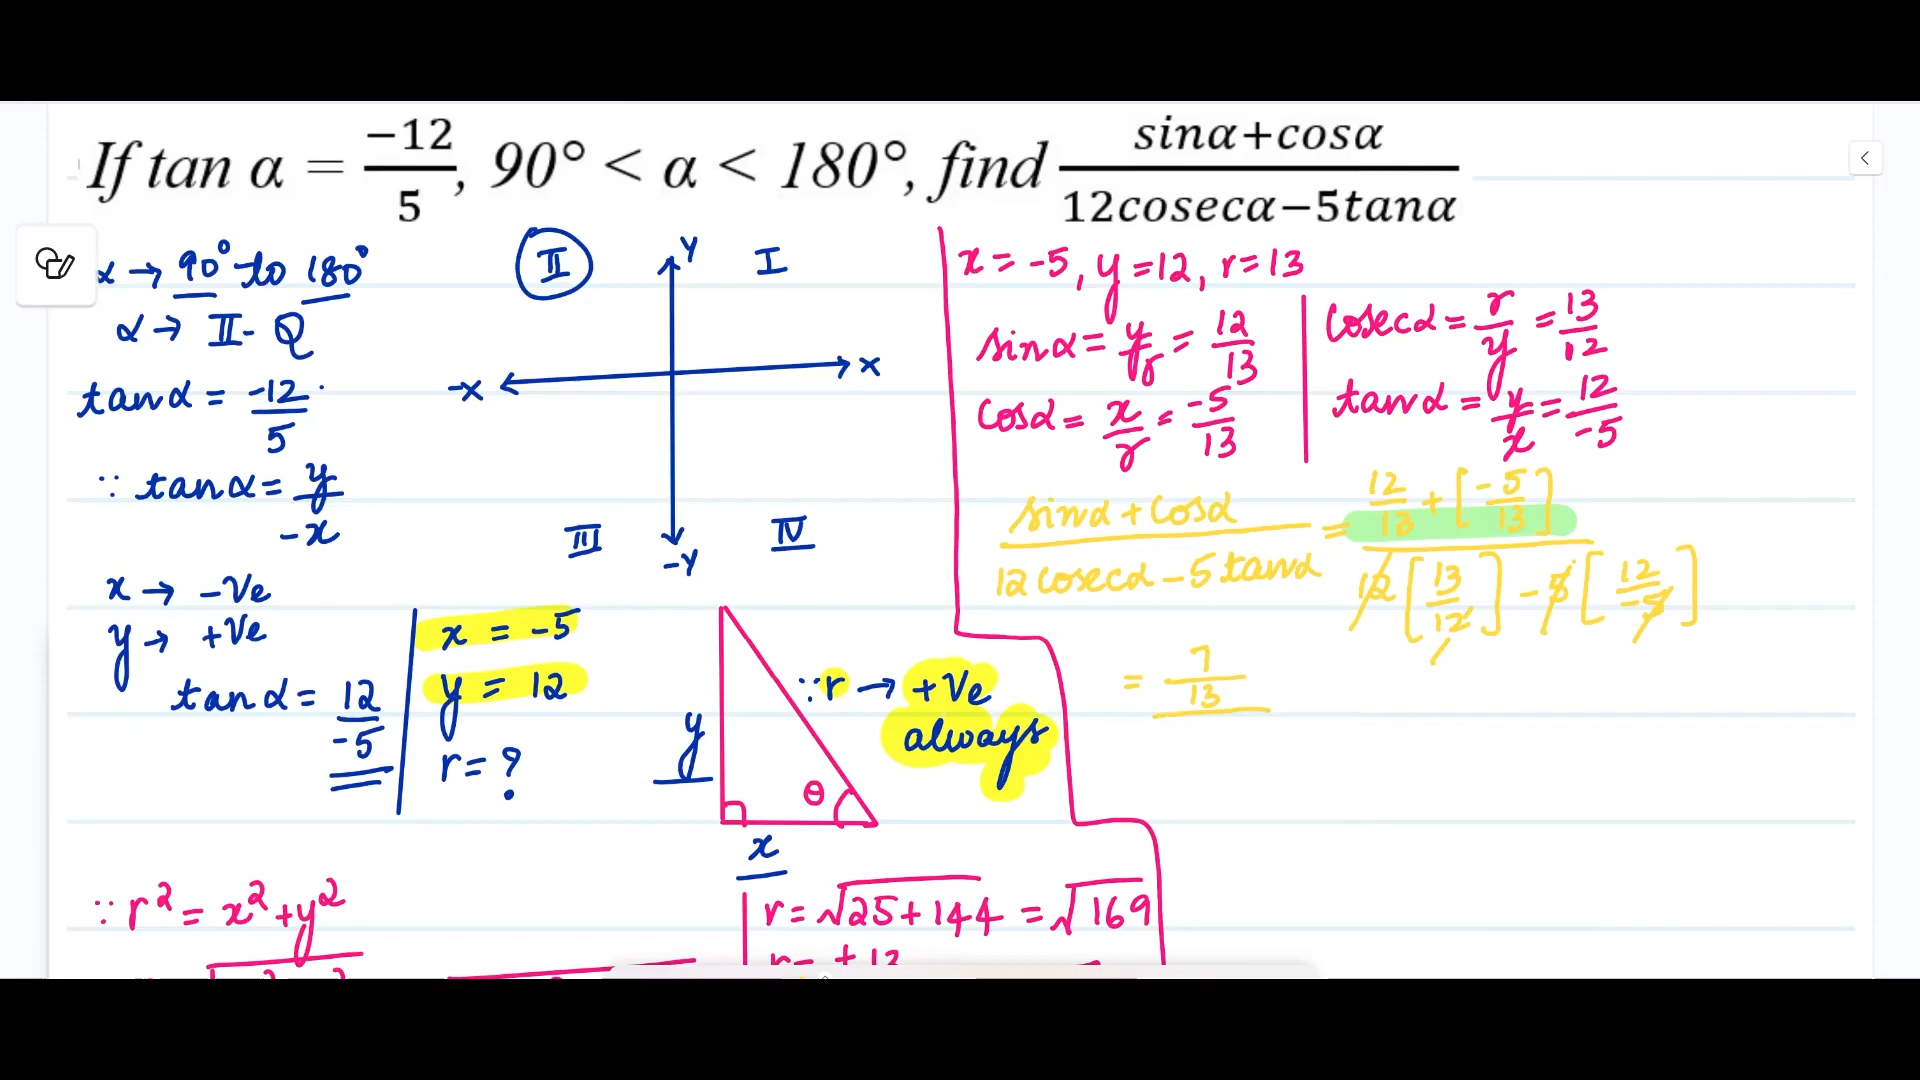 If tan α = −12/5, 90° < α < 180°, find (sinα+cosα)/(12cosecα−5tanα)
α → 90° to 180°
α → II - Q
tanα = -12/5
∵ tanα = y/-x
x → -Ve
y → +Ve
tanα = 12/-5
x = -5
y = 12
r = ?
II
Y
I
-X
X
III
-Y
IV
y
θ
x
∵ r → +Ve
always
∵ r² = x²+y²
r = √25+144 = √169
r = +13
x = -5, y = 12, r = 13
sinα = y/r = 12/13
cosα = x/r = -5/13
cosecα = r/y = 13/12
tanα = y/x = 12/-5
(sinα + cosα)/(12 cosecα - 5 tanα) = (12/13 + [-5/13])/(12[13/12] - 5[12/-5])
= 7/13